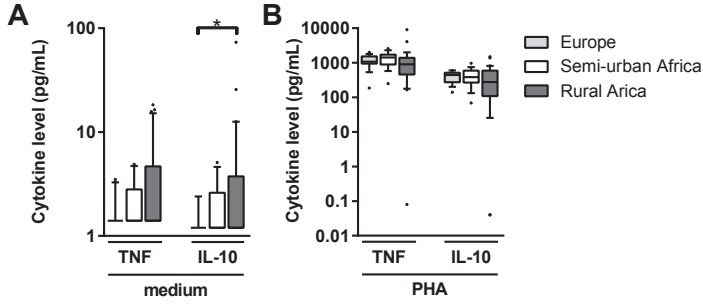 A
B
Cytokine level (pg/mL)
100
10
1
*
TNF
IL-10
medium
Cytokine level (pg/mL)
10000
1000
100
10
1
0.1
0.01
TNF
IL-10
PHA
Europe
Semi-urban Africa
Rural Arica